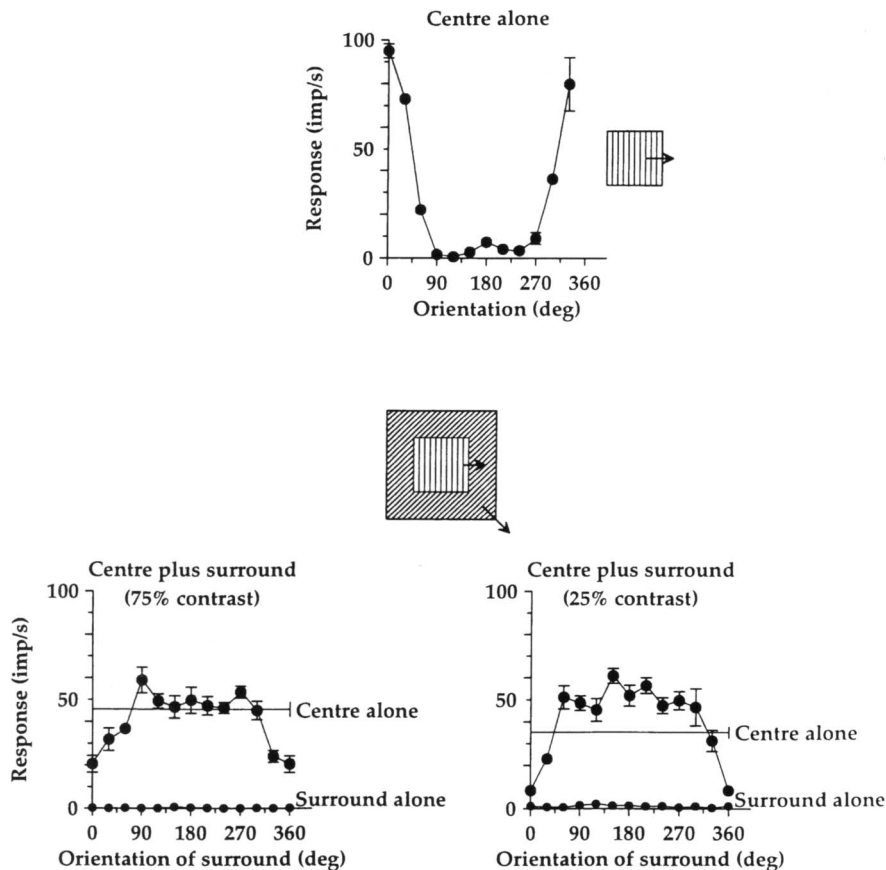 Centre alone
Response (imp/s)
100
50
0
0 90 180 270 360
Orientation (deg)
Centre plus surround
(75% contrast)
Response (imp/s)
100
50
0
Centre alone
Surround alone
0 90 180 270 360
Orientation of surround (deg)
Centre plus surround
(25% contrast)
100
50
0
Centre alone
Surround alone
0 90 180 270 360
Orientation of surround (deg)